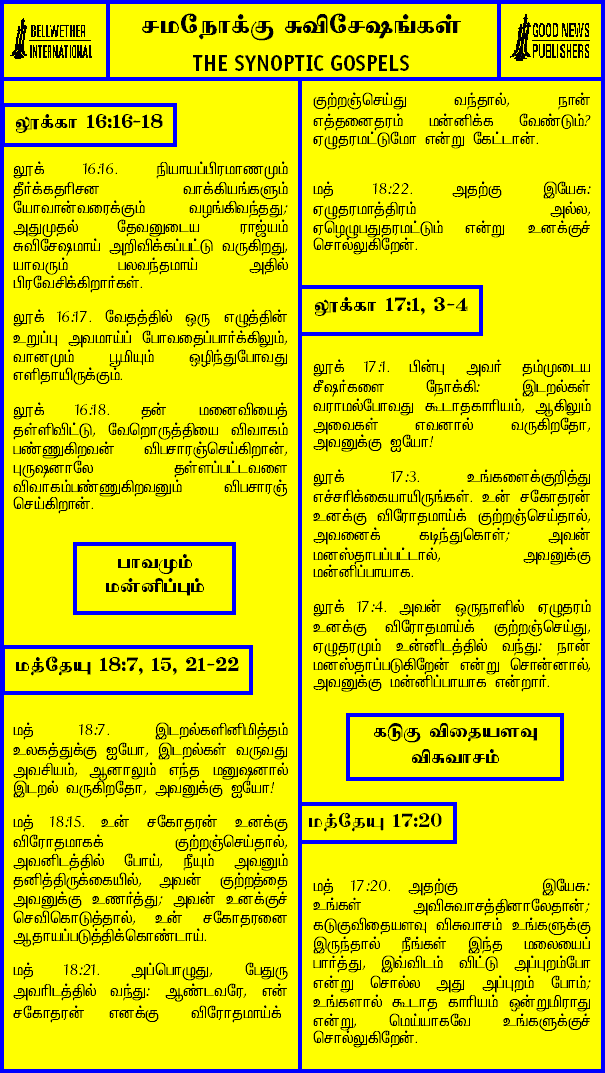 BELLWETHER
INTERNATIONAL
சமநோக்கு சுவிசேஷங்கள்
THE SYNOPTIC GOSPELS
GOOD NEWS
PUBLISHERS
லூக்கா 16:16-18
லூக் 16:16. நியாயப்பிரமாணமும்
தீர்க்கதரிசன வாக்கியங்களும்
யோவான்வரைக்கும் வழங்கிவந்தது;
அதுமுதல் தேவனுடைய ராஜ்யம்
சுவிசேஷமாய் அறிவிக்கப்பட்டு வருகிறது,
யாவரும் பலவந்தமாய் அதில்
பிரவேசிக்கிறார்கள்.
லூக் 16:17. வேதத்தில் ஒரு எழுத்தின்
உறுப்பு அவமாய்ப் போவதைப்பார்க்கிலும்,
வானமும் பூமியும் ஒழிந்துபோவது
எளிதாயிருக்கும்.
லூக் 16:18. தன் மனைவியைத்
தள்ளிவிட்டு, வேறொருத்தியை விவாகம்
பண்ணுகிறவன் விபசாரஞ்செய்கிறான்,
புருஷனாலே தள்ளப்பட்டவளை
விவாகம்பண்ணுகிறவனும் விபசாரஞ்
செய்கிறான்.
பாவமும்
மன்னிப்பும்
மத்தேயு 18:7, 15, 21-22
மத் 18:7. இடறல்களினிமித்தம்
உலகத்துக்கு ஐயோ, இடறல்கள் வருவது
அவசியம், ஆனாலும் எந்த மனுஷனால்
இடறல் வருகிறதோ, அவனுக்கு ஐயோ!
மத் 18:15. உன் சகோதரன் உனக்கு
விரோதமாகக் குற்றஞ்செய்தால்,
அவனிடத்தில் போய், நீயும் அவனும்
தனித்திருக்கையில், அவன் குற்றத்தை
அவனுக்கு உணர்த்து; அவன் உனக்குச்
செவிகொடுத்தால், உன் சகோதரனை
ஆதாயப்படுத்திக்கொண்டாய்.
மத் 18:21. அப்பொழுது, பேதுரு
அவரிடத்தில் வந்து: ஆண்டவரே, என்
சகோதரன் எனக்கு விரோதமாய்க்
குற்றஞ்செய்து வந்தால், நான்
எத்தனைதரம் மன்னிக்க வேண்டும்?
ஏழுதரமட்டுமோ என்று கேட்டான்.
மத் 18:22. அதற்கு இயேசு:
ஏழுதரமாத்திரம் அல்ல,
ஏழெழுபதுதரமட்டும் என்று உனக்குச்
சொல்லுகிறேன்.
லூக்கா 17:1, 3-4
லூக் 17:1. பின்பு அவர் தம்முடைய
சீஷர்களை நோக்கி: இடறல்கள்
வராமல்போவது கூடாதகாரியம், ஆகிலும்
அவைகள் எவனால் வருகிறதோ,
அவனுக்கு ஐயோ!
லூக் 17:3. உங்களைக்குறித்து
எச்சரிக்கையாயிருங்கள். உன் சகோதரன்
உனக்கு விரோதமாய்க் குற்றஞ்செய்தால்,
அவனைக் கடிந்துகொள்; அவன்
மனஸ்தாபப்பட்டால், அவனுக்கு
மன்னிப்பாயாக.
லூக் 17:4. அவன் ஒருநாளில் ஏழுதரம்
உனக்கு விரோதமாய்க் குற்றஞ்செய்து,
ஏழுதரமும் உன்னிடத்தில் வந்து: நான்
மனஸ்தாப்படுகிறேன் என்று சொன்னால்,
அவனுக்கு மன்னிப்பாயாக என்றார்.
கடுகு விதையளவு
விசுவாசம்
மத்தேயு 17:20
மத் 17:20. அதற்கு இயேசு:
உங்கள் அவிசுவாசத்தினாலேதான்;
கடுகுவிதையளவு விசுவாசம் உங்களுக்கு
இருந்தால் நீங்கள் இந்த மலையைப்
பார்த்து, இவ்விடம் விட்டு அப்புறம்போ
என்று சொல்ல அது அப்புறம் போம்;
உங்களால் கூடாத காரியம் ஒன்றுமிராது
என்று, மெய்யாகவே உங்களுக்குச்
சொல்லுகிறேன்.